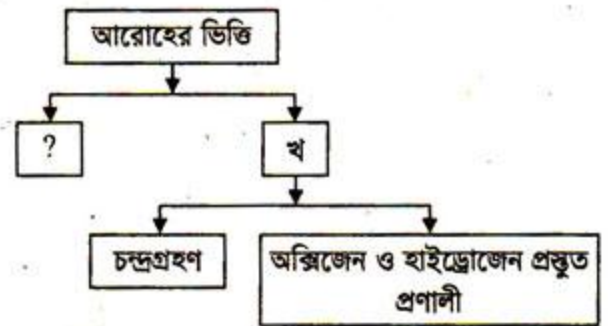 আরোহের ভিত্তি
?
খ
চন্দ্রগ্রহণ
অক্সিজেন ও হাইড্রোজেন প্রস্তুত
প্রণালী